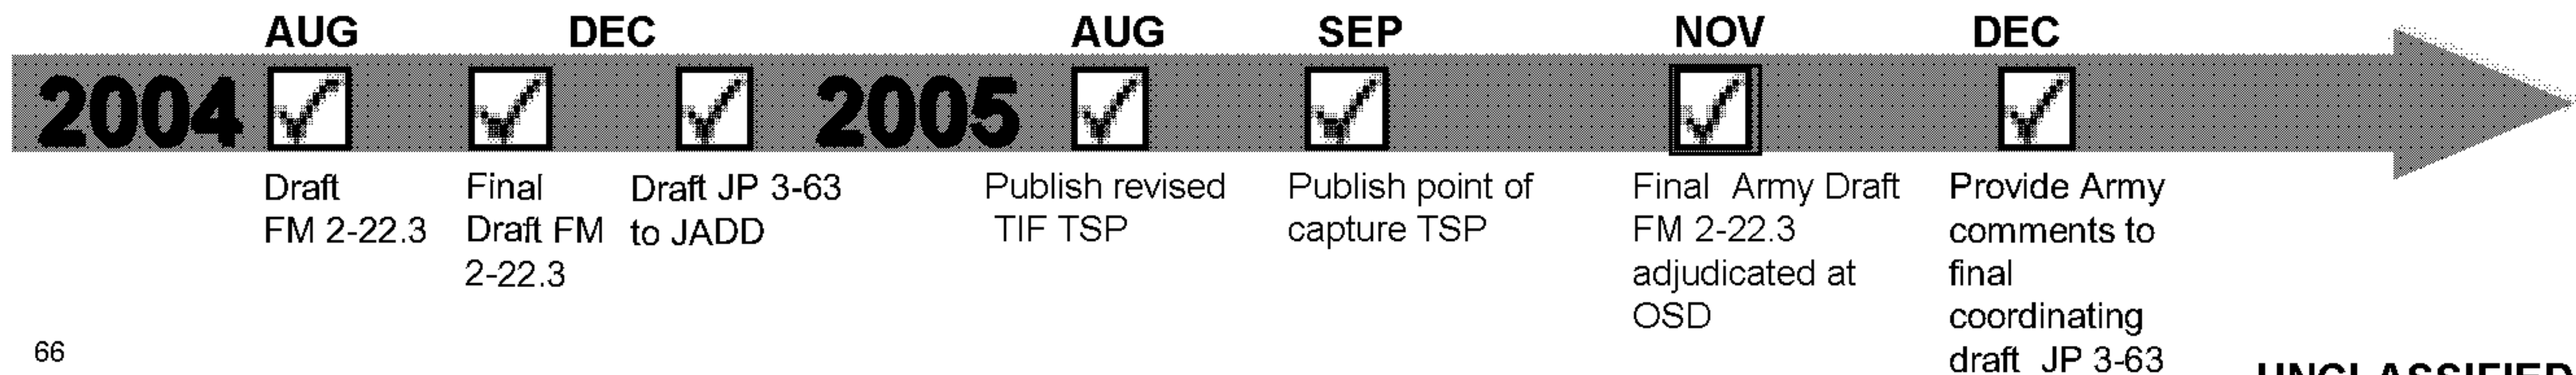 AUG DEC AUG SEP NOV DEC
2004 2005
Draft
FM 2-22.3
Final
Draft FM
2-22.3
Draft JP 3-63
to JADD
Publish revised
TIF TSP
Publish point of
capture TSP
Final Army Draft
FM 2-22.3
adjudicated at
OSD
Provide Army
comments to
final
coordinating
draft JP 3-63
66
UNCLASSIFIED